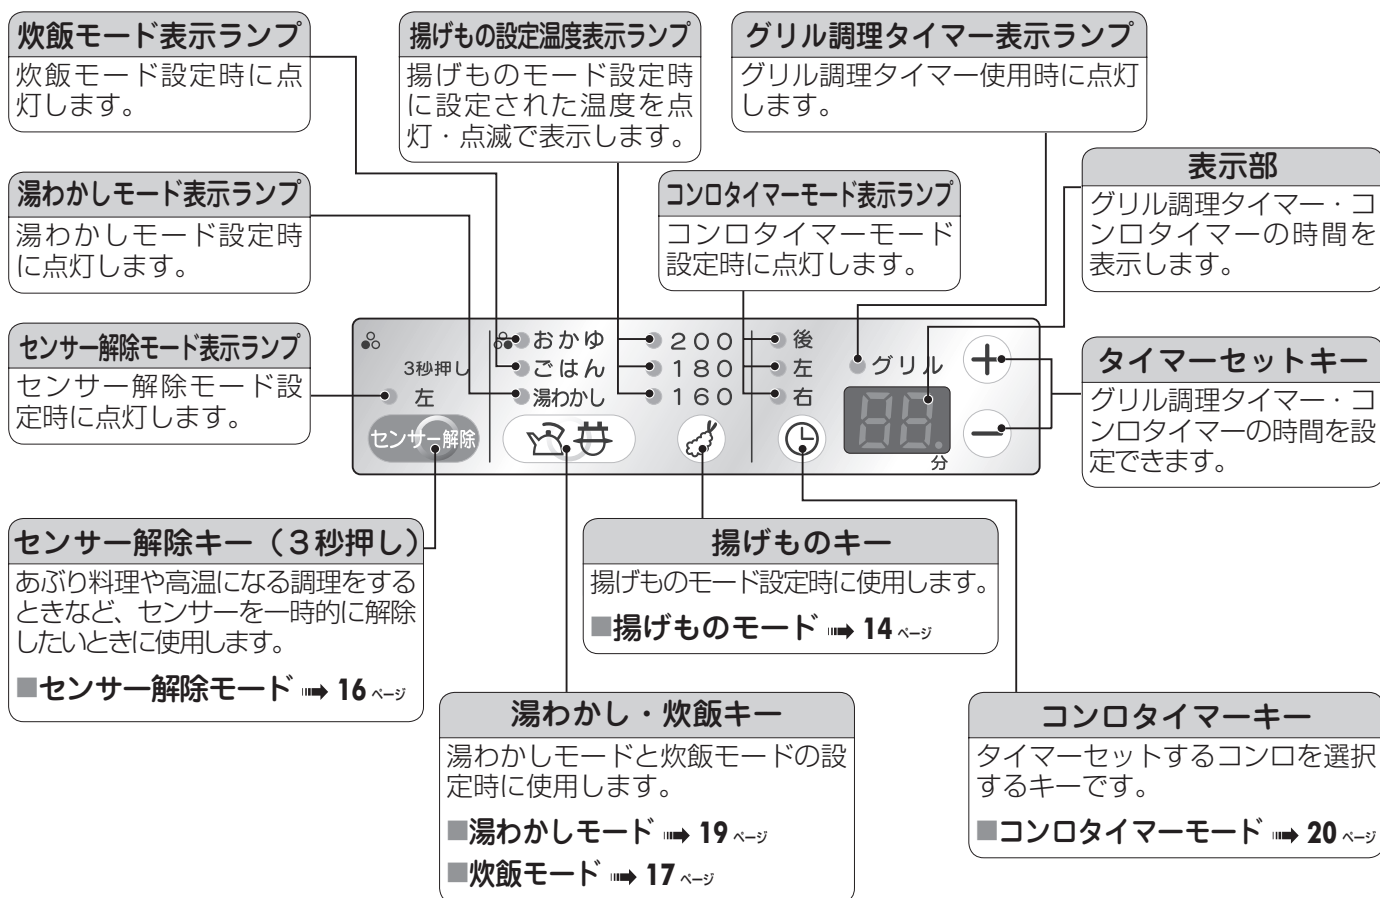 炊飯モード表示ランプ
炊飯モード設定時に点
灯します。
揚げもの設定温度表示ランプ
揚げものモード設定時
に設定された温度を点
灯・点滅で表示します。
グリル調理タイマー表示ランプ
グリル調理タイマー使用時に点灯
します。
湯わかしモード表示ランプ
湯わかしモード設定時
に点灯します。
コンロタイマーモード表示ランプ
コンロタイマーモード
設定時に点灯します。
表示部
グリル調理タイマー・コ
ンロタイマーの時間を
表示します。
センサー解除モード表示ランプ
センサー解除モード設
定時に点灯します。
3秒押し
左
センサー解除
おかゆ
ごはん
湯わかし
200
180
160
後
左
右
グリル
88.
分
+
−
タイマーセットキー
グリル調理タイマー・コ
ンロタイマーの時間を設
定できます。
センサー解除キー（3秒押し）
あぶり料理や高温になる調理をする
ときなど、センサーを一時的に解除
したいときに使用します。
■センサー解除モード ➡ 16 ページ
揚げものキー
揚げものモード設定時に使用します。
■揚げものモード ➡ 14 ページ
湯わかし・炊飯キー
湯わかしモードと炊飯モードの設
定時に使用します。
■湯わかしモード ➡ 19 ページ
■炊飯モード ➡ 17 ページ
コンロタイマーキー
タイマーセットするコンロを選択
するキーです。
■コンロタイマーモード ➡ 20 ページ